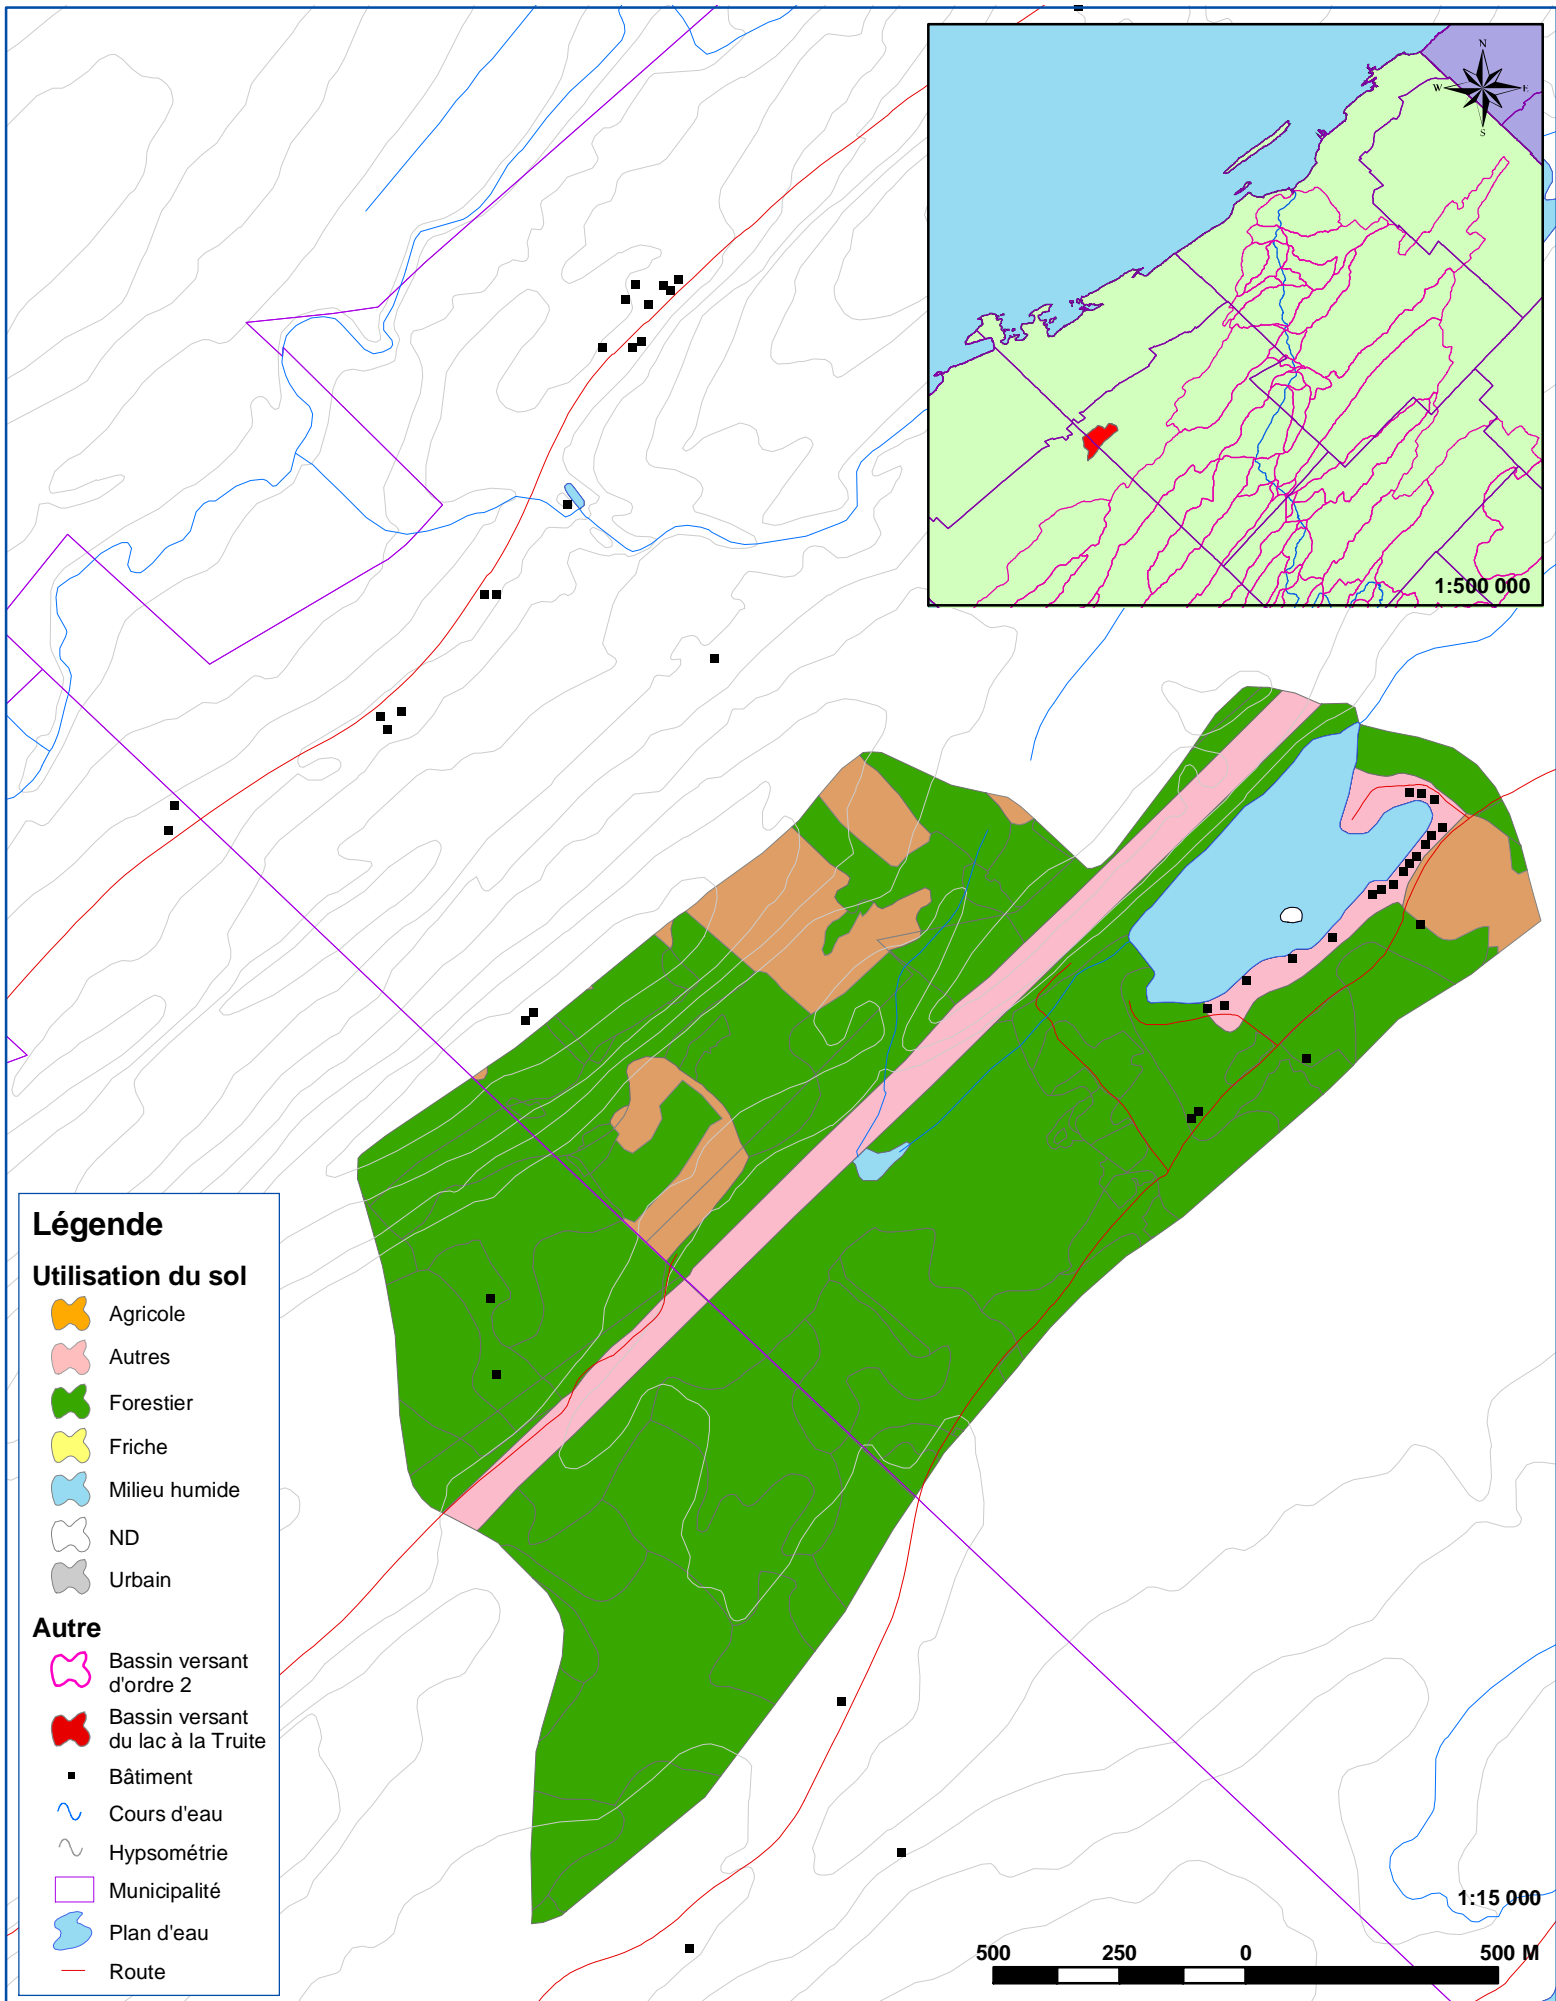 N
W
E
S
1:500 000
Légende
Utilisation du sol
Agricole
Autres
Forestier
Friche
Milieu humide
ND
Urbain
Autre
Bassin versant
d'ordre 2
Bassin versant
du lac à la Truite
Bâtiment
Cours d'eau
Hypsométrie
Municipalité
Plan d'eau
Route
1:15 000
500 250 0 500 M